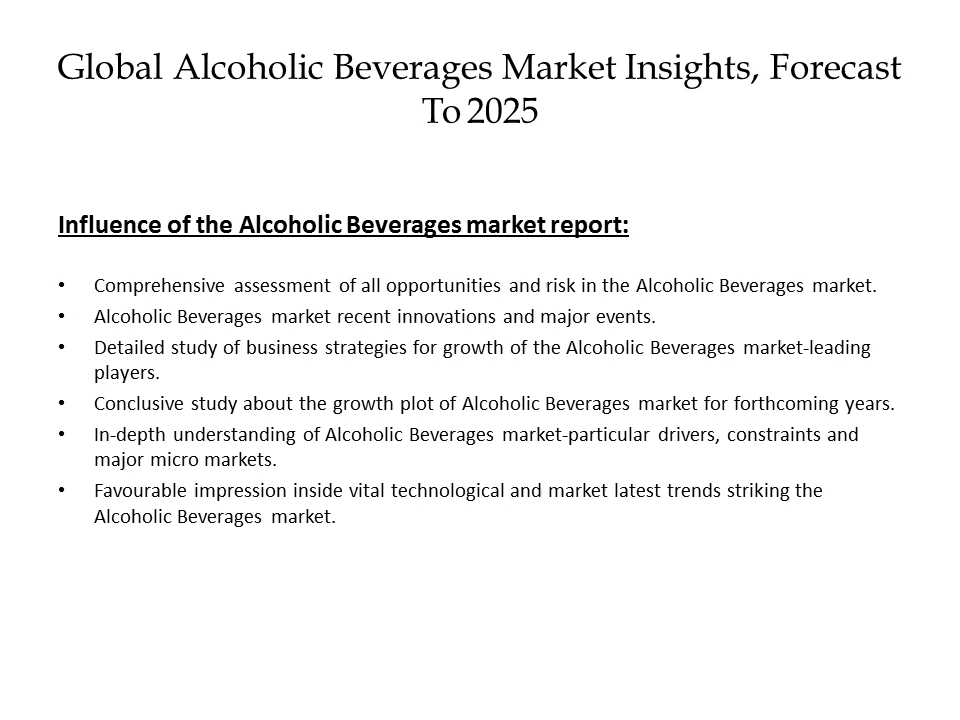 Global Alcoholic Beverages Market Insights, Forecast
To 2025
Influence of the Alcoholic Beverages market report:
• Comprehensive assessment of all opportunities and risk in the Alcoholic Beverages market.
• Alcoholic Beverages market recent innovations and major events.
• Detailed study of business strategies for growth of the Alcoholic Beverages market-leading
players.
• Conclusive study about the growth plot of Alcoholic Beverages market for forthcoming years.
• In-depth understanding of Alcoholic Beverages market-particular drivers, constraints and
major micro markets.
• Favourable impression inside vital technological and market latest trends striking the
Alcoholic Beverages market.